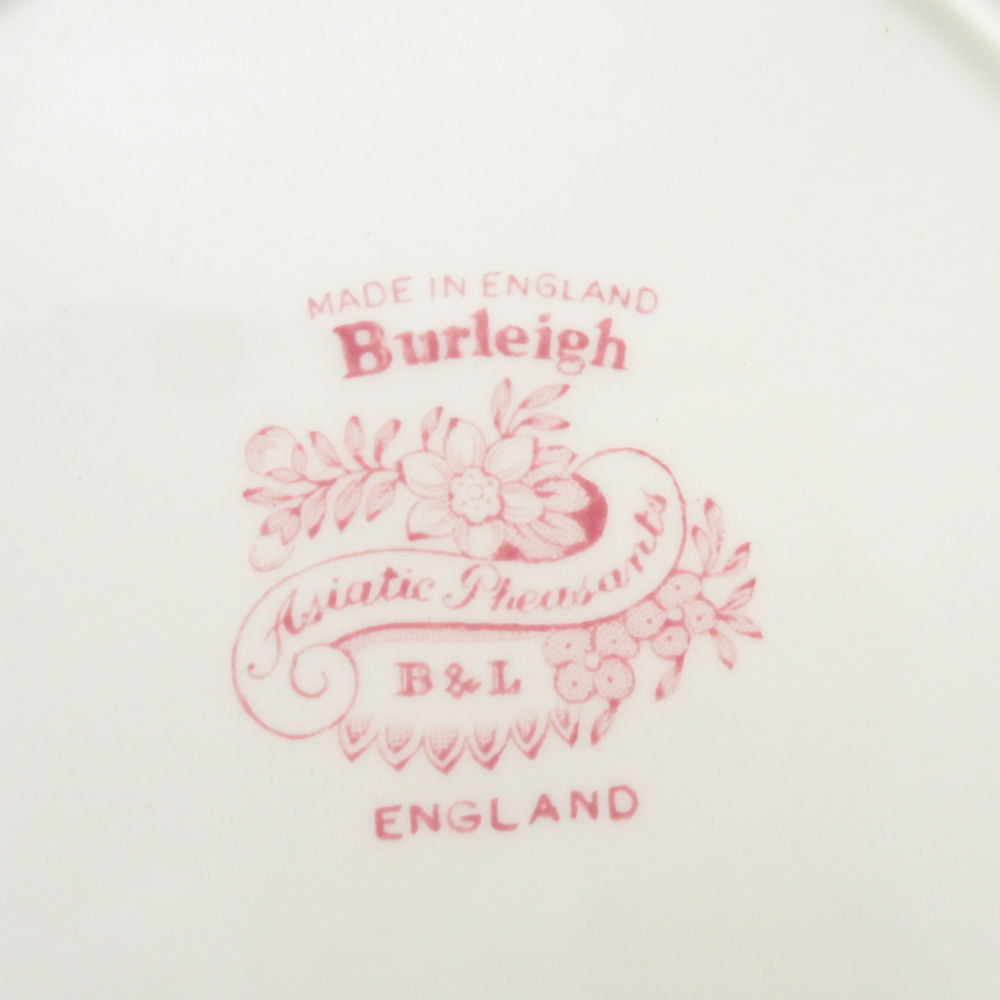 MADE IN ENGLAND
Burleigh
Asiatic Pheasants
B & L
ENGLAND